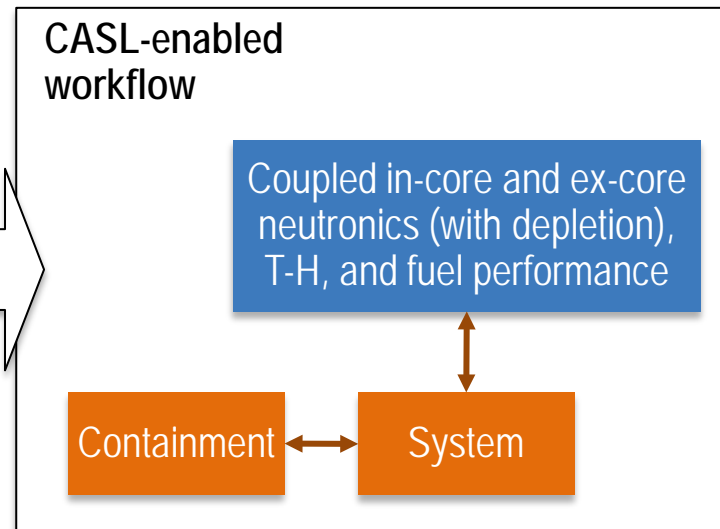 CASL-enabled
workflow
Coupled in-core and ex-core
neutronics (with depletion),
T-H, and fuel performance
Containment
System